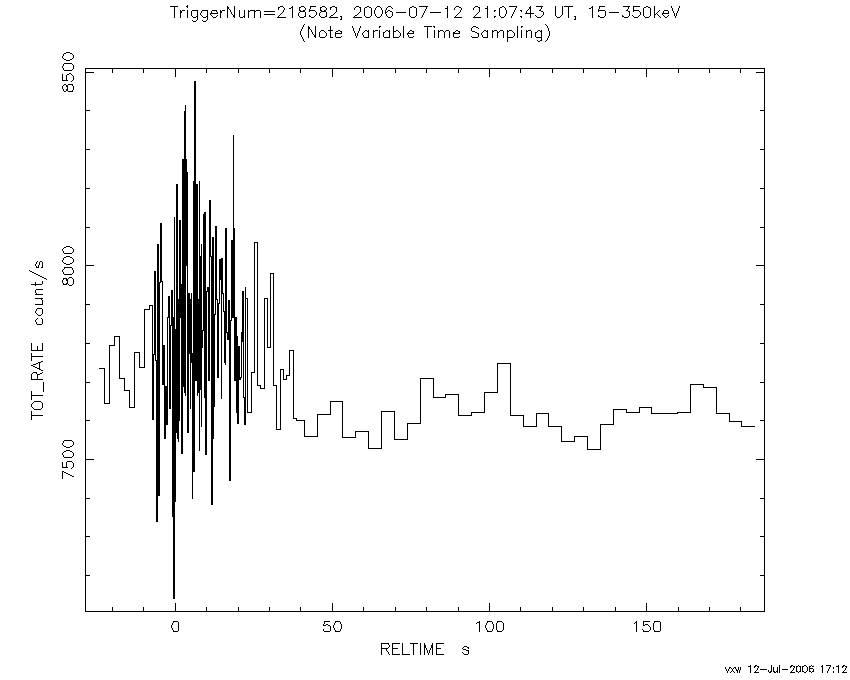 TriggerNum=218582, 2006-07-12 21:07:43 UT, 15-350keV
(Note Variable Time Sampling)
8500
8000
7500
TOT_RATE count/s
0 50 100 150
RELTIME s
vxw 12-Jul-2006 17:12